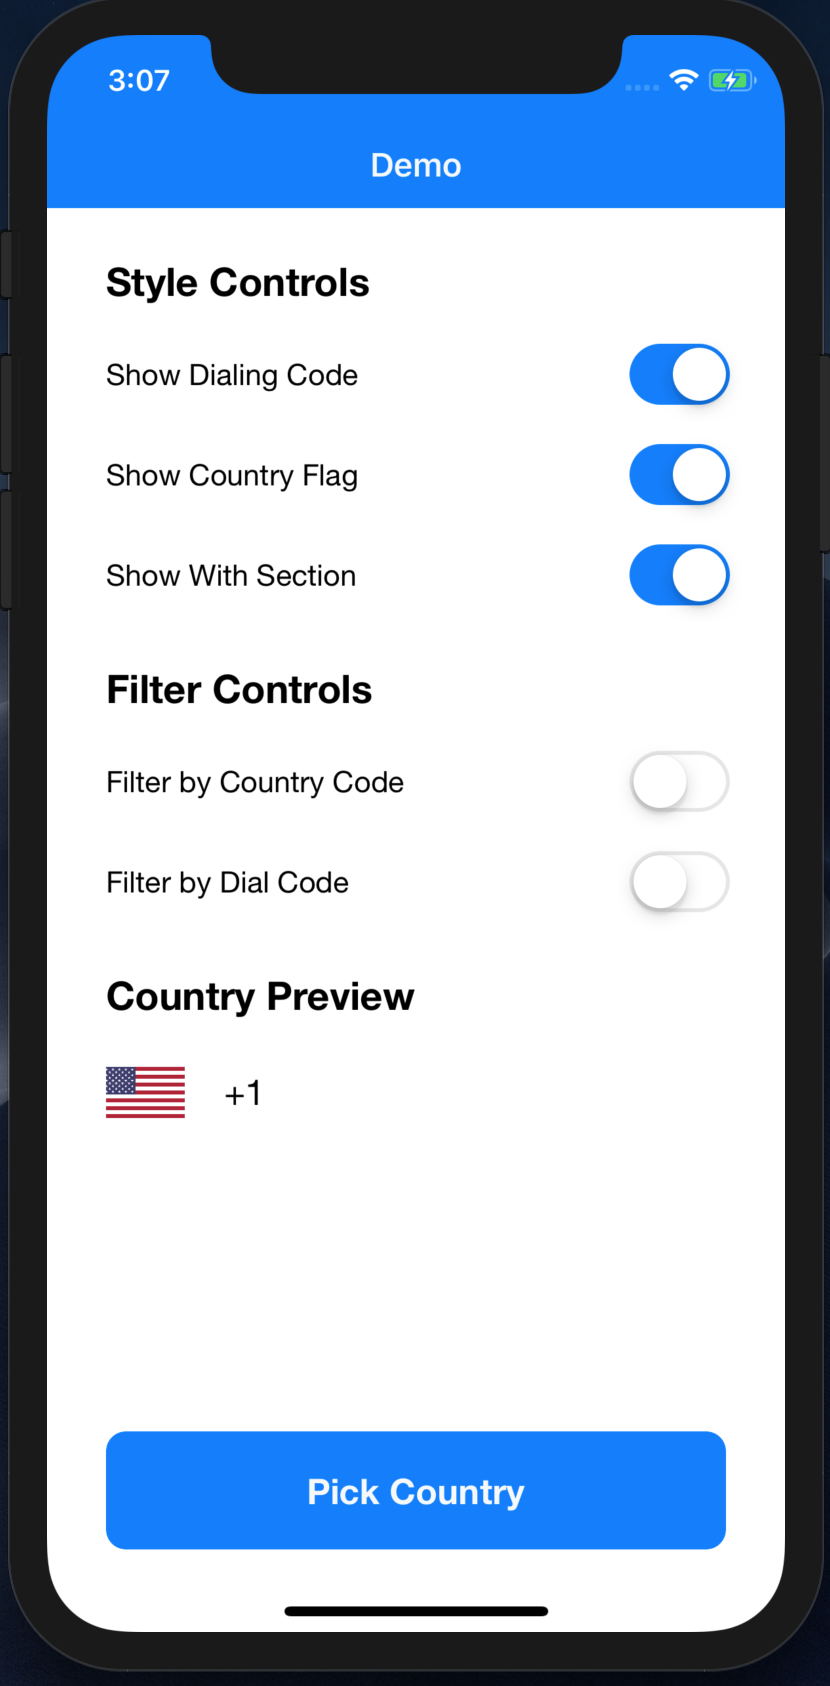 3:07
Demo
Style Controls
Show Dialing Code
Show Country Flag
Show With Section
Filter Controls
Filter by Country Code
Filter by Dial Code
Country Preview
+1
Pick Country